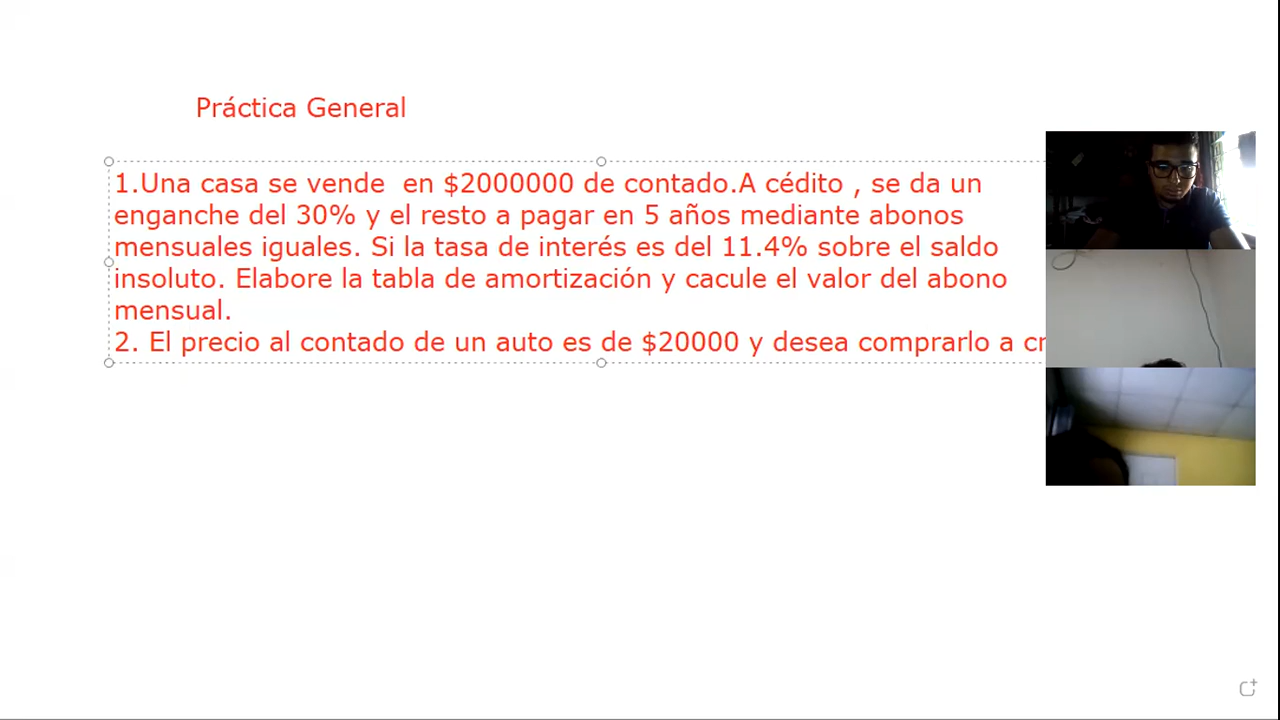 Práctica General
1.Una casa se vende  en $2000000 de contado.A cédito , se da un
enganche del 30% y el resto a pagar en 5 años mediante abonos
mensuales iguales. Si la tasa de interés es del 11.4% sobre el saldo
insoluto. Elabore la tabla de amortización y cacule el valor del abono
mensual.
2. El precio al contado de un auto es de $20000 y desea comprarlo a